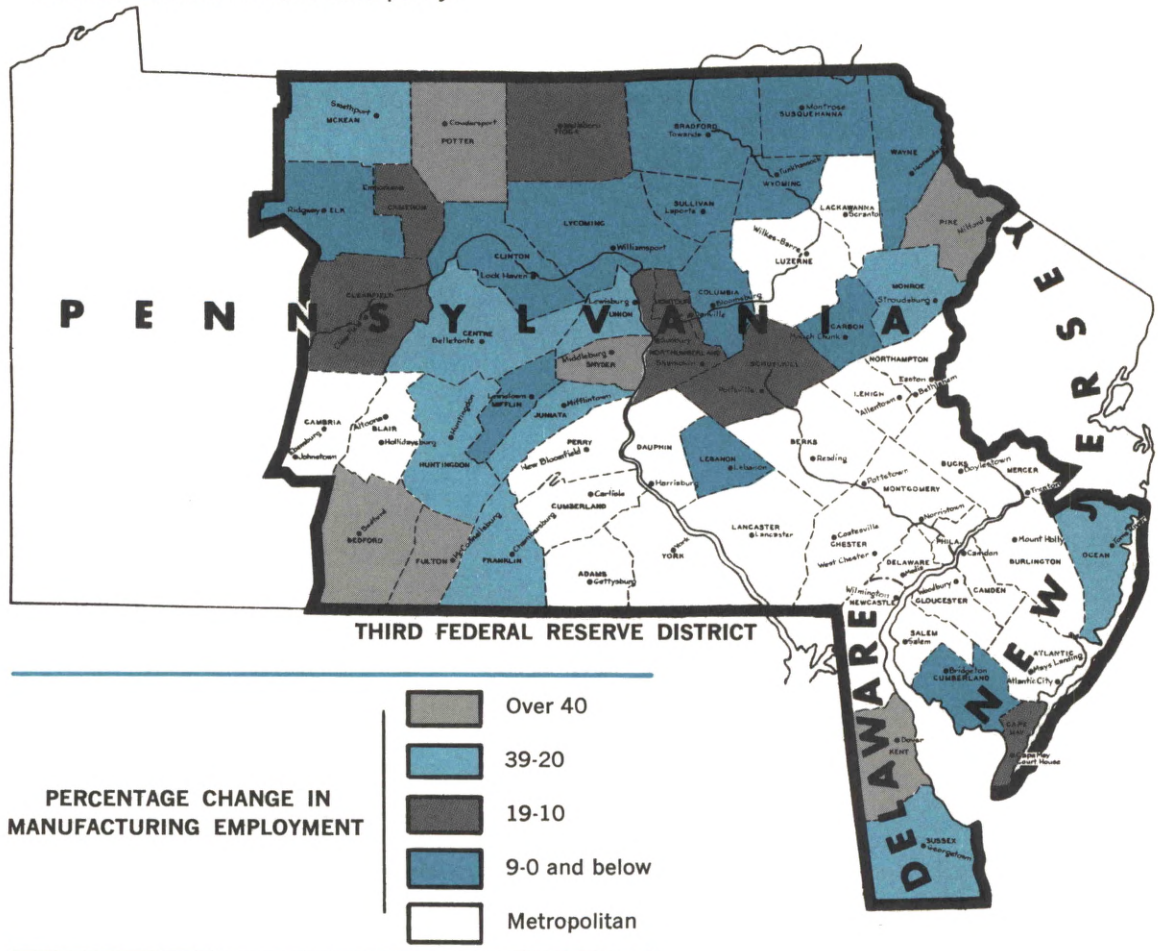 Smethport
MCKEAN
Coudersport
POTTER
TIOGA
BRADFORD
Towanda
Montrose
SUSQUEHANNA
WAYNE
Honesdale
Tunkhannock
WYOMING
SULLIVAN
Laporte
LACKAWANNA
Scranton
PIKE
Milford
Emporium
CAMERON
Ridgway
ELK
LYCOMING
Williamsport
Wilkes-Barre
LUZERNE
CLINTON
Lock Haven
MONROE
Stroudsburg
CLEARFIELD
COLUMBIA
Bloomsburg
Lewisburg
UNION
MONTOUR
CARBON
Mauch Chunk
PENNSYLVANIA
CENTRE
Bellefonte
Sunbury
NORTHUMBERLAND
Shamokin
Middleburg
SNYDER
SCHUYLKILL
Pottsville
NORTHAMPTON
Easton
Bethlehem
LEHIGH
Allentown
Lewistown
MIFFLIN
Mifflintown
JUNIATA
Huntingdon
HUNTINGDON
CAMBRIA
Ebensburg
Johnstown
Altoona
BLAIR
Hollidaysburg
PERRY
New Bloomfield
DAUPHIN
Harrisburg
LEBANON
Lebanon
BERKS
Reading
BUCKS
Doylestown
MERCER
Trenton
Pottstown
MONTGOMERY
Norristown
Carlisle
CUMBERLAND
Bedford
BEDFORD
FULTON
McConnellsburg
Chambersburg
FRANKLIN
ADAMS
Gettysburg
York
YORK
LANCASTER
Lancaster
Coatesville
CHESTER
West Chester
DELAWARE
Media
PHILA.
Camden
CAMDEN
Mount Holly
BURLINGTON
OCEAN
Toms River
Wilmington
NEWCASTLE
Woodbury
GLOUCESTER
SALEM
Salem
ATLANTIC
Mays Landing
Atlantic City
Bridgton
CUMBERLAND
CAPE MAY
Cape May
Court House
NEW JERSEY
DELAWARE
Dover
KENT
SUSSEX
Georgetown
THIRD FEDERAL RESERVE DISTRICT
PERCENTAGE CHANGE IN
MANUFACTURING EMPLOYMENT
Over 40
39-20
19-10
9-0 and below
Metropolitan